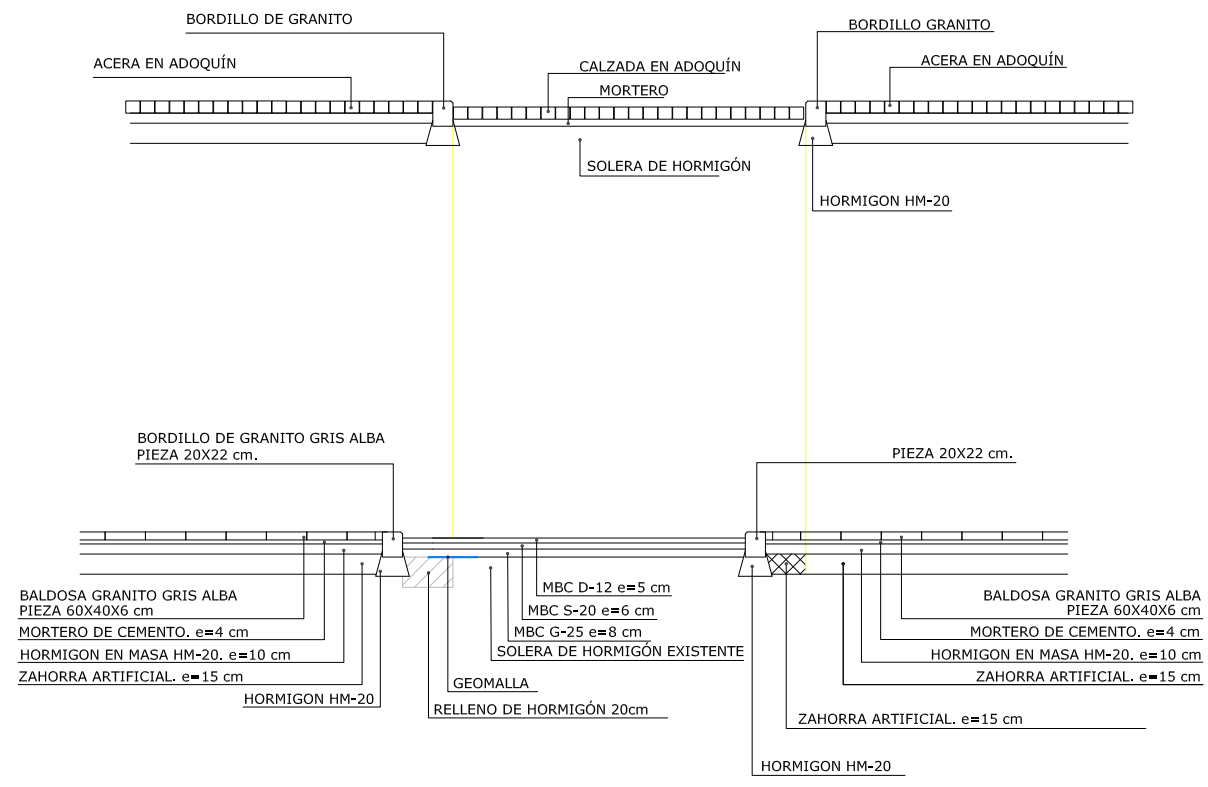 BORDILLO DE GRANITO
BORDILLO GRANITO
ACERA EN ADOQUÍN
CALZADA EN ADOQUÍN
ACERA EN ADOQUÍN
MORTERO
SOLERA DE HORMIGÓN
HORMIGON HM-20
BORDILLO DE GRANITO GRIS ALBA
PIEZA 20X22 cm.
PIEZA 20X22 cm.
MBC D-12 e=5 cm
MBC S-20 e=6 cm
MBC G-25 e=8 cm
SOLERA DE HORMIGÓN EXISTENTE
GEOMALLA
RELLENO DE HORMIGÓN 20cm
BALDOSA GRANITO GRIS ALBA
PIEZA 60X40X6 cm
MORTERO DE CEMENTO. e=4 cm
HORMIGON EN MASA HM-20. e=10 cm
ZAHORRA ARTIFICIAL. e=15 cm
HORMIGON HM-20
BALDOSA GRANITO GRIS ALBA
PIEZA 60X40X6 cm
MORTERO DE CEMENTO. e=4 cm
HORMIGON EN MASA HM-20. e=10 cm
ZAHORRA ARTIFICIAL. e=15 cm
ZAHORRA ARTIFICIAL. e=15 cm
HORMIGON HM-20